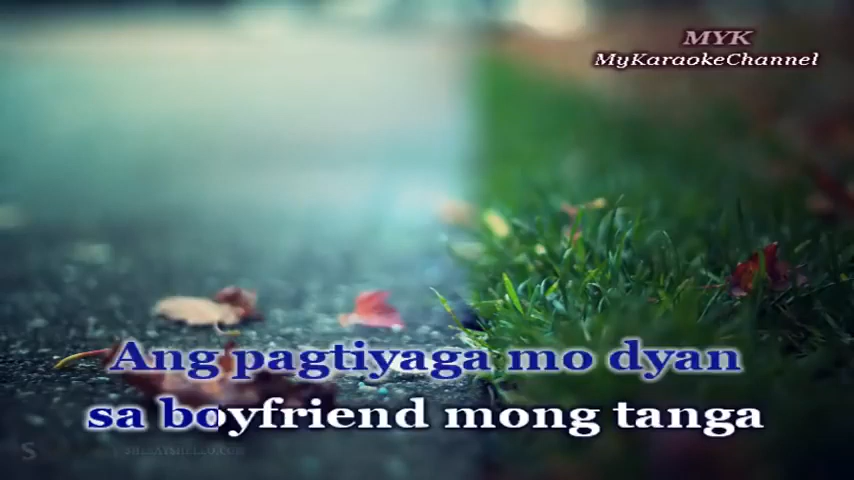 MYK
MyKaraokeChannel
Ang pagtiyaga mo dyan
sa boyfriend mong tanga